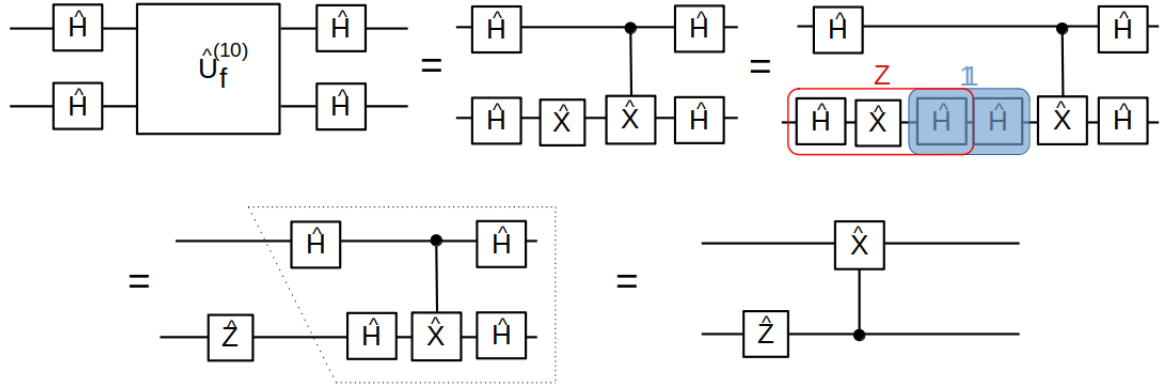 Ĥ Û_f^(10) Ĥ = Ĥ Ĥ = Ĥ Ĥ
Z 𝟙
Ĥ Ĥ Ĥ X̂ X̂ Ĥ Ĥ X̂ Ĥ Ĥ X̂ Ĥ
= Ĥ Ĥ = X̂
Ẑ Ĥ X̂ Ĥ Ẑ